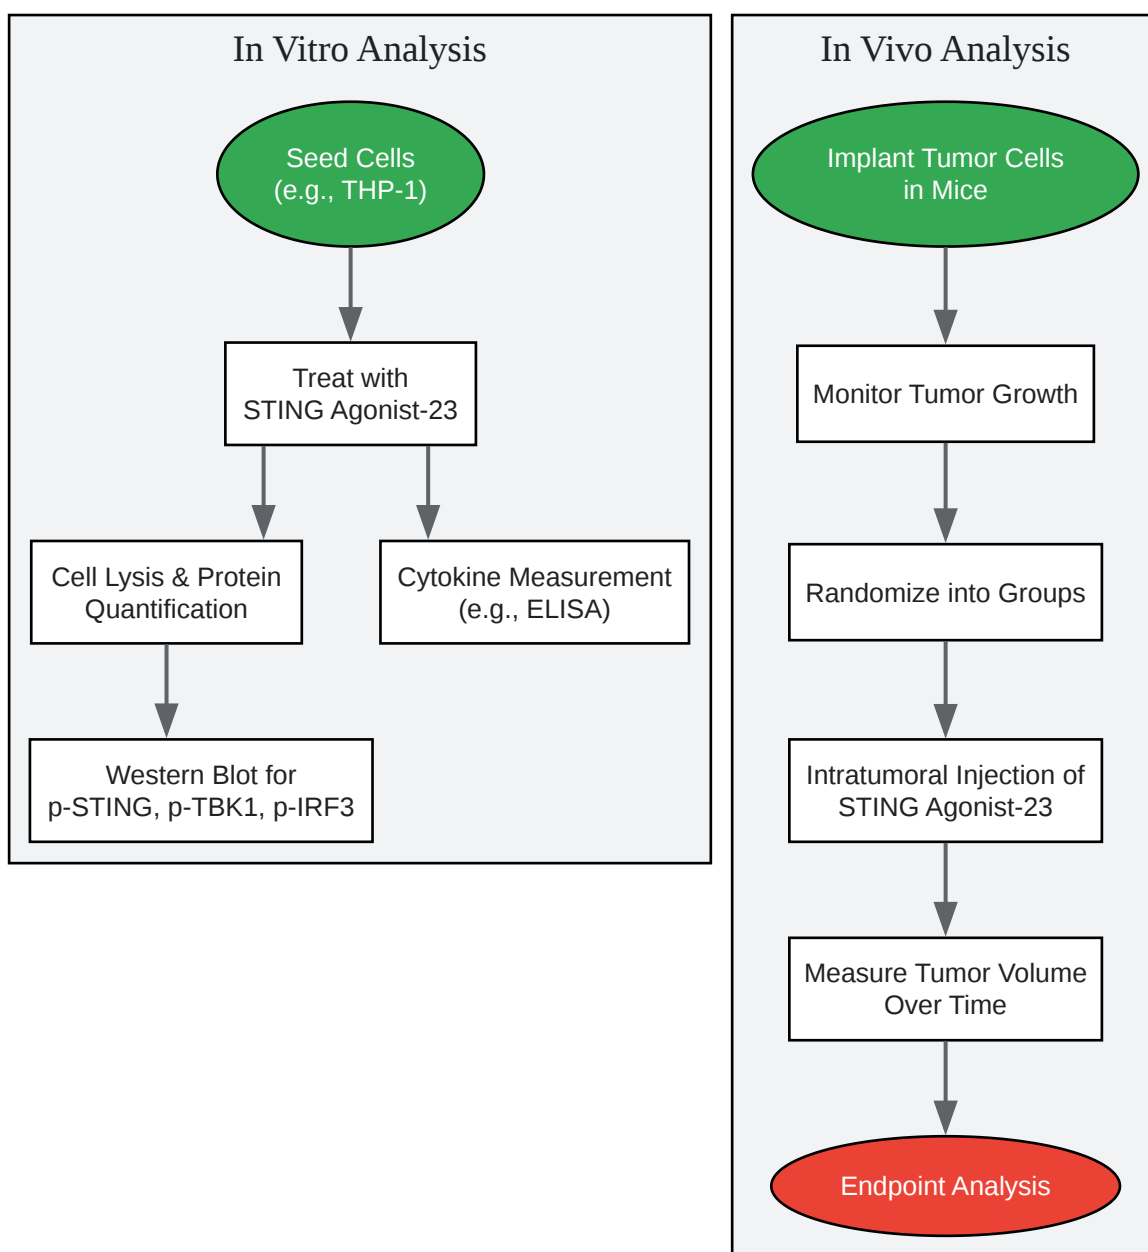 In Vitro Analysis
Seed Cells
(e.g., THP-1)
Treat with
STING Agonist-23
Cell Lysis & Protein
Quantification
Cytokine Measurement
(e.g., ELISA)
Western Blot for
p-STING, p-TBK1, p-IRF3
In Vivo Analysis
Implant Tumor Cells
in Mice
Monitor Tumor Growth
Randomize into Groups
Intratumoral Injection of
STING Agonist-23
Measure Tumor Volume
Over Time
Endpoint Analysis